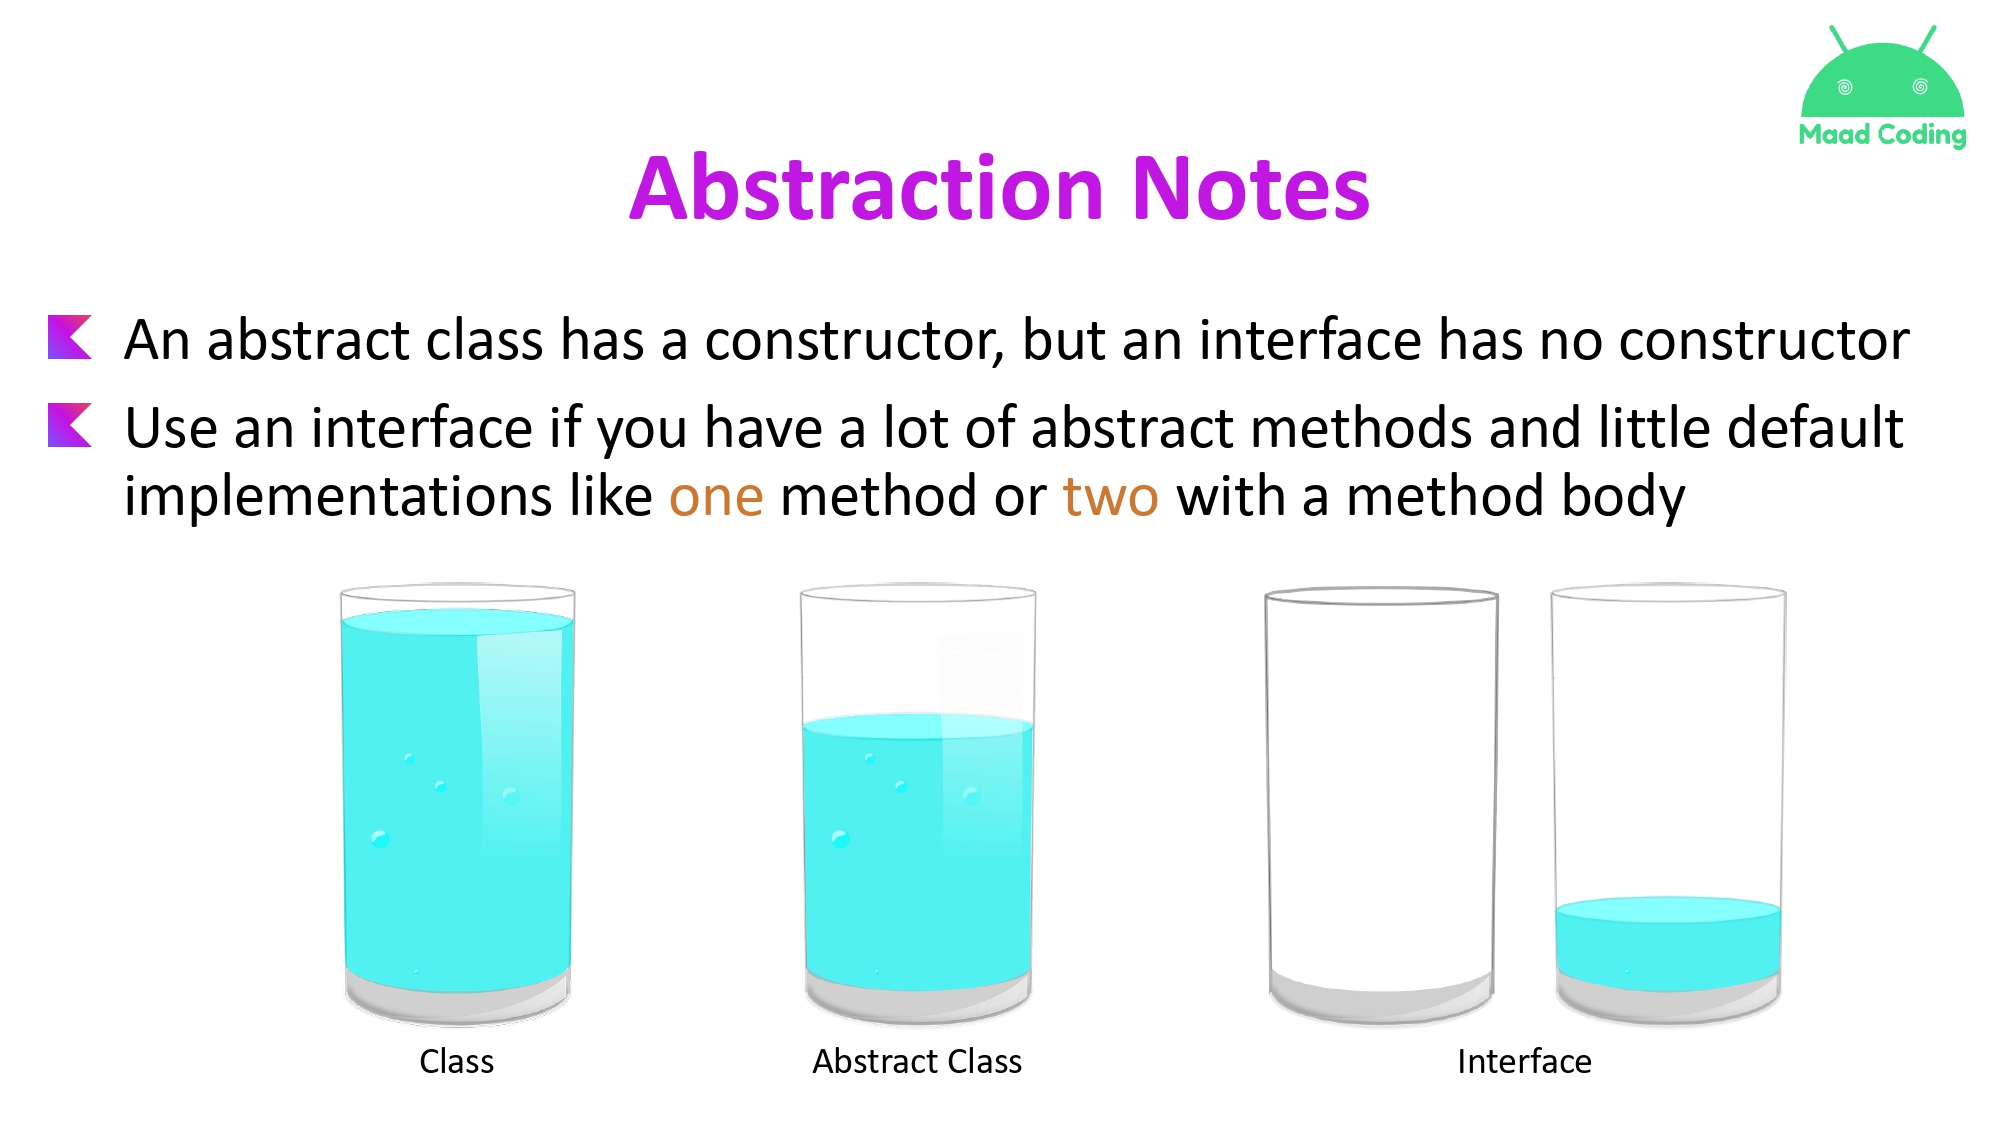 Maad Coding
Abstraction Notes
An abstract class has a constructor, but an interface has no constructor
Use an interface if you have a lot of abstract methods and little default
implementations like one method or two with a method body
Class
Abstract Class
Interface